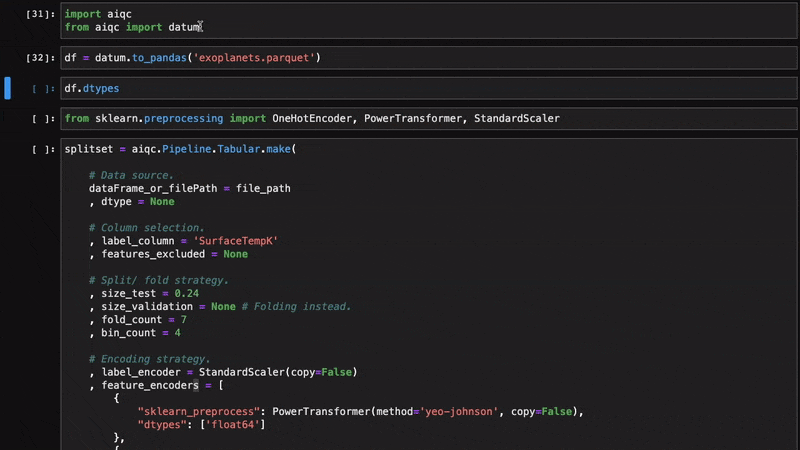 [31]: import aiqc
from aiqc import datum
[32]: df = datum.to_pandas('exoplanets.parquet')
[ ]: df.dtypes
[ ]: from sklearn.preprocessing import OneHotEncoder, PowerTransformer, StandardScaler
[ ]: splitset = aiqc.Pipeline.Tabular.make(
# Data source.
dataFrame_or_filePath = file_path
, dtype = None
# Column selection.
, label_column = 'SurfaceTempK'
, features_excluded = None
# Split/ fold strategy.
, size_test = 0.24
, size_validation = None # Folding instead.
, fold_count = 7
, bin_count = 4
# Encoding strategy.
, label_encoder = StandardScaler(copy=False)
, feature_encoders = [
{
"sklearn_preprocess": PowerTransformer(method='yeo-johnson', copy=False),
"dtypes": ['float64']
},
{